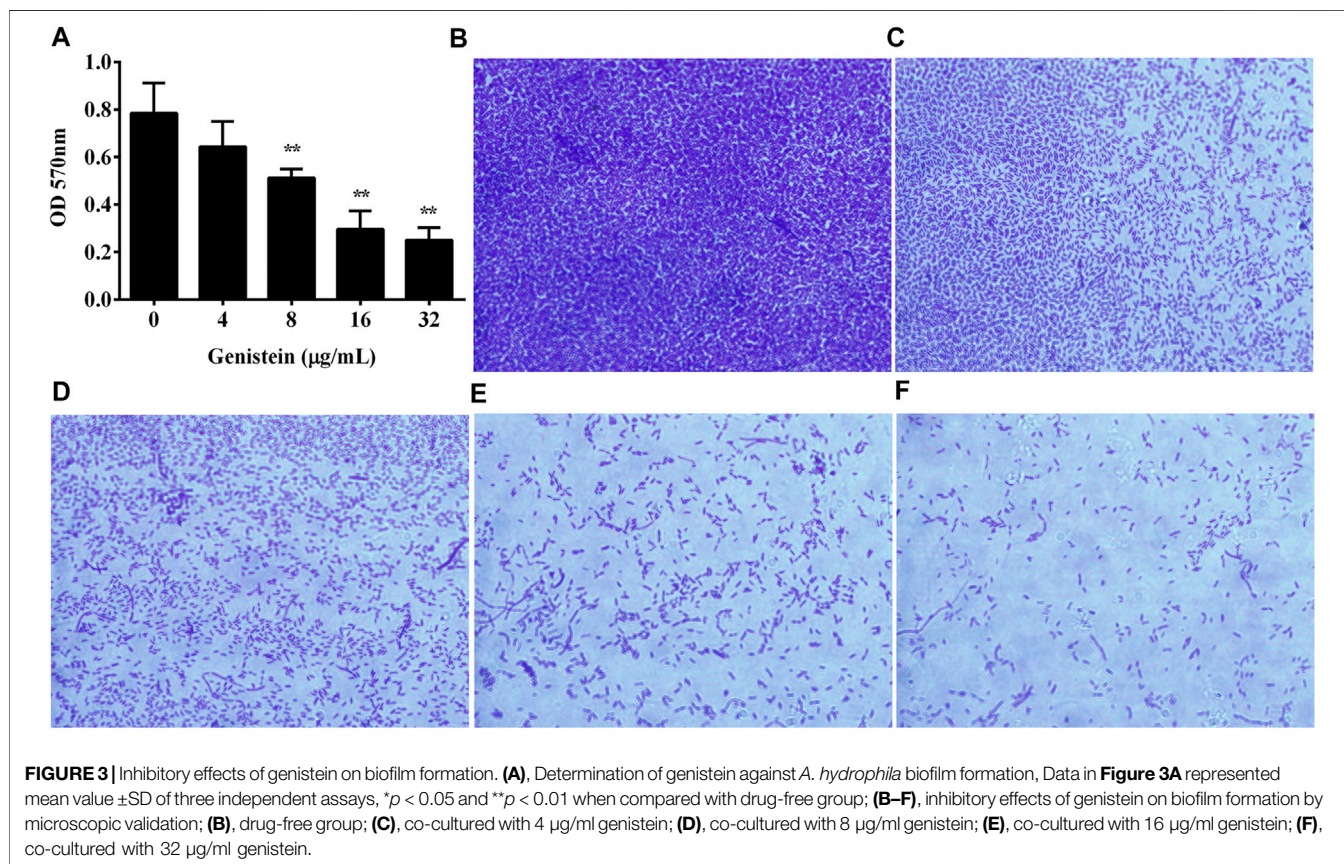 A
B
C
1.0
0.8
0.6
0.4
0.2
0.0
OD 570nm
**
**
**
0 4 8 16 32
Genistein (μg/mL)
D
E
F
FIGURE 3 | Inhibitory effects of genistein on biofilm formation. (A), Determination of genistein against A. hydrophila biofilm formation, Data in Figure 3A represented
mean value ±SD of three independent assays, *p < 0.05 and **p < 0.01 when compared with drug-free group; (B–F), inhibitory effects of genistein on biofilm formation by
microscopic validation; (B), drug-free group; (C), co-cultured with 4 μg/ml genistein; (D), co-cultured with 8 μg/ml genistein; (E), co-cultured with 16 μg/ml genistein; (F),
co-cultured with 32 μg/ml genistein.